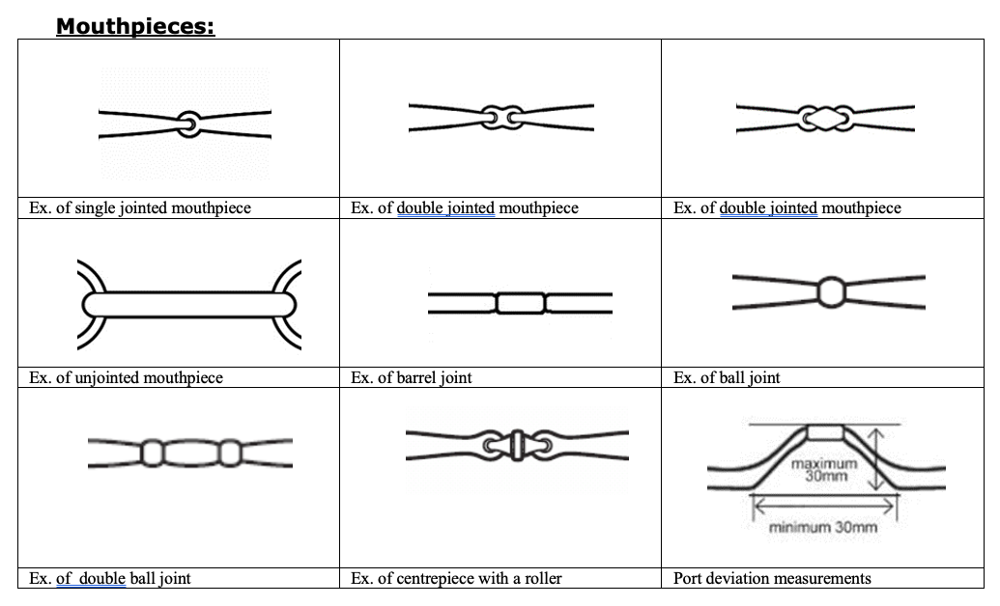 Mouthpieces:
Ex. of single jointed mouthpiece
Ex. of double jointed mouthpiece
Ex. of double jointed mouthpiece
Ex. of unjointed mouthpiece
Ex. of barrel joint
Ex. of ball joint
maximum
30mm
minimum 30mm
Ex. of  double ball joint
Ex. of centrepiece with a roller
Port deviation measurements